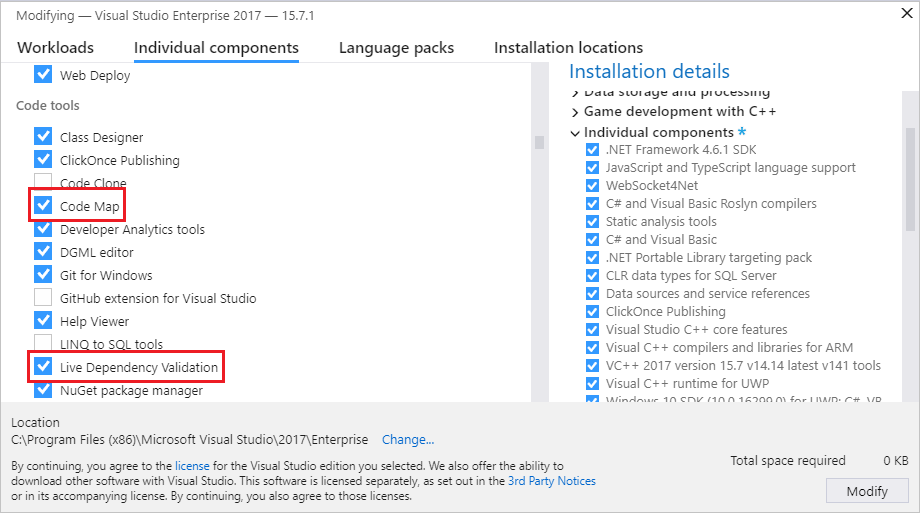 Modifying — Visual Studio Enterprise 2017 — 15.7.1
Workloads
Individual components
Language packs
Installation locations
Web Deploy
Code tools
Class Designer
ClickOnce Publishing
Code Clone
Code Map
Developer Analytics tools
DGML editor
Git for Windows
GitHub extension for Visual Studio
Help Viewer
LINQ to SQL tools
Live Dependency Validation
NuGet package manager
Installation details
Data storage and processing
Game development with C++
Individual components *
.NET Framework 4.6.1 SDK
JavaScript and TypeScript language support
WebSocket4Net
C# and Visual Basic Roslyn compilers
Static analysis tools
C# and Visual Basic
.NET Portable Library targeting pack
CLR data types for SQL Server
Data sources and service references
ClickOnce Publishing
Visual Studio C++ core features
Visual C++ compilers and libraries for ARM
VC++ 2017 version 15.7 v14.14 latest v141 tools
Visual C++ runtime for UWP
Windows 10 SDK (10.0.16299.0) for UWP: C#, VB
Location
C:\Program Files (x86)\Microsoft Visual Studio\2017\Enterprise Change...
By continuing, you agree to the license for the Visual Studio edition you selected. We also offer the ability to
download other software with Visual Studio. This software is licensed separately, as set out in the 3rd Party Notices
or in its accompanying license. By continuing, you also agree to those licenses.
Total space required 0 KB
Modify